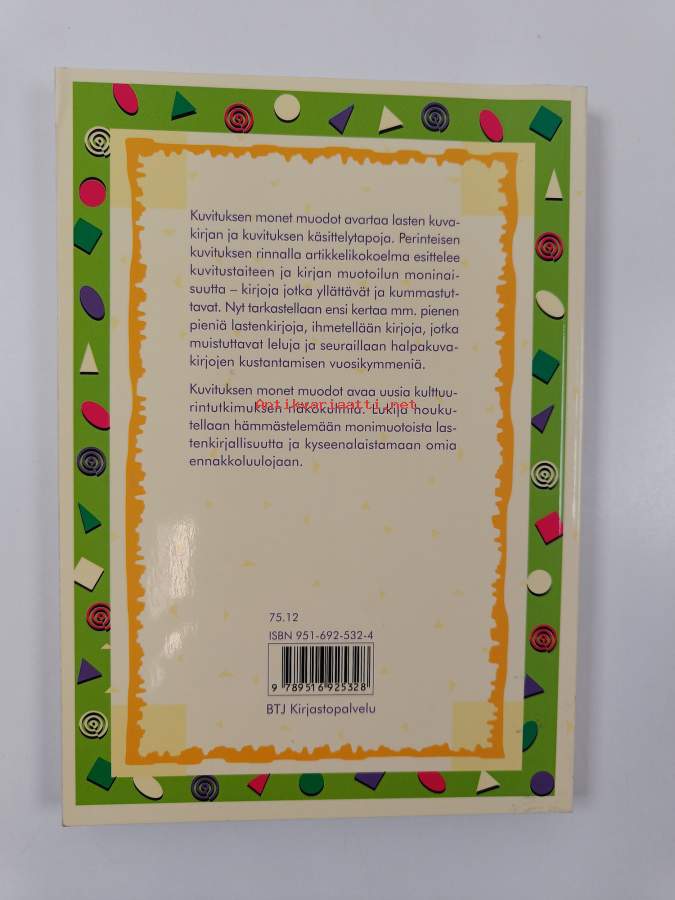 Kuvituksen monet muodot avartaa lasten kuva-
kirjan ja kuvituksen käsittelytapoja. Perinteisen
kuvituksen rinnalla artikkelikokoelma esittelee
kuvitustaiteen ja kirjan muotoilun moninai-
suutta – kirjoja jotka yllättävät ja kummastut-
tavat. Nyt tarkastellaan ensi kertaa mm. pienen
pieniä lastenkirjoja, ihmetellään kirjoja, jotka
muistuttavat leluja ja seuraillaan halpakuva-
kirjojen kustantamisen vuosikymmeniä.
Kuvituksen monet muodot avaa uusia kulttuu-
Antikvariaatti.net
rintutkimuksen näkökulmia. Lukija houku-
tellaan hämmästelemään monimuotoista las-
tenkirjallisuutta ja kyseenalaistamaan omia
ennakkoluulojaan.
75.12
ISBN 951-692-532-4
9 789516 925328
BTJ Kirjastopalvelu